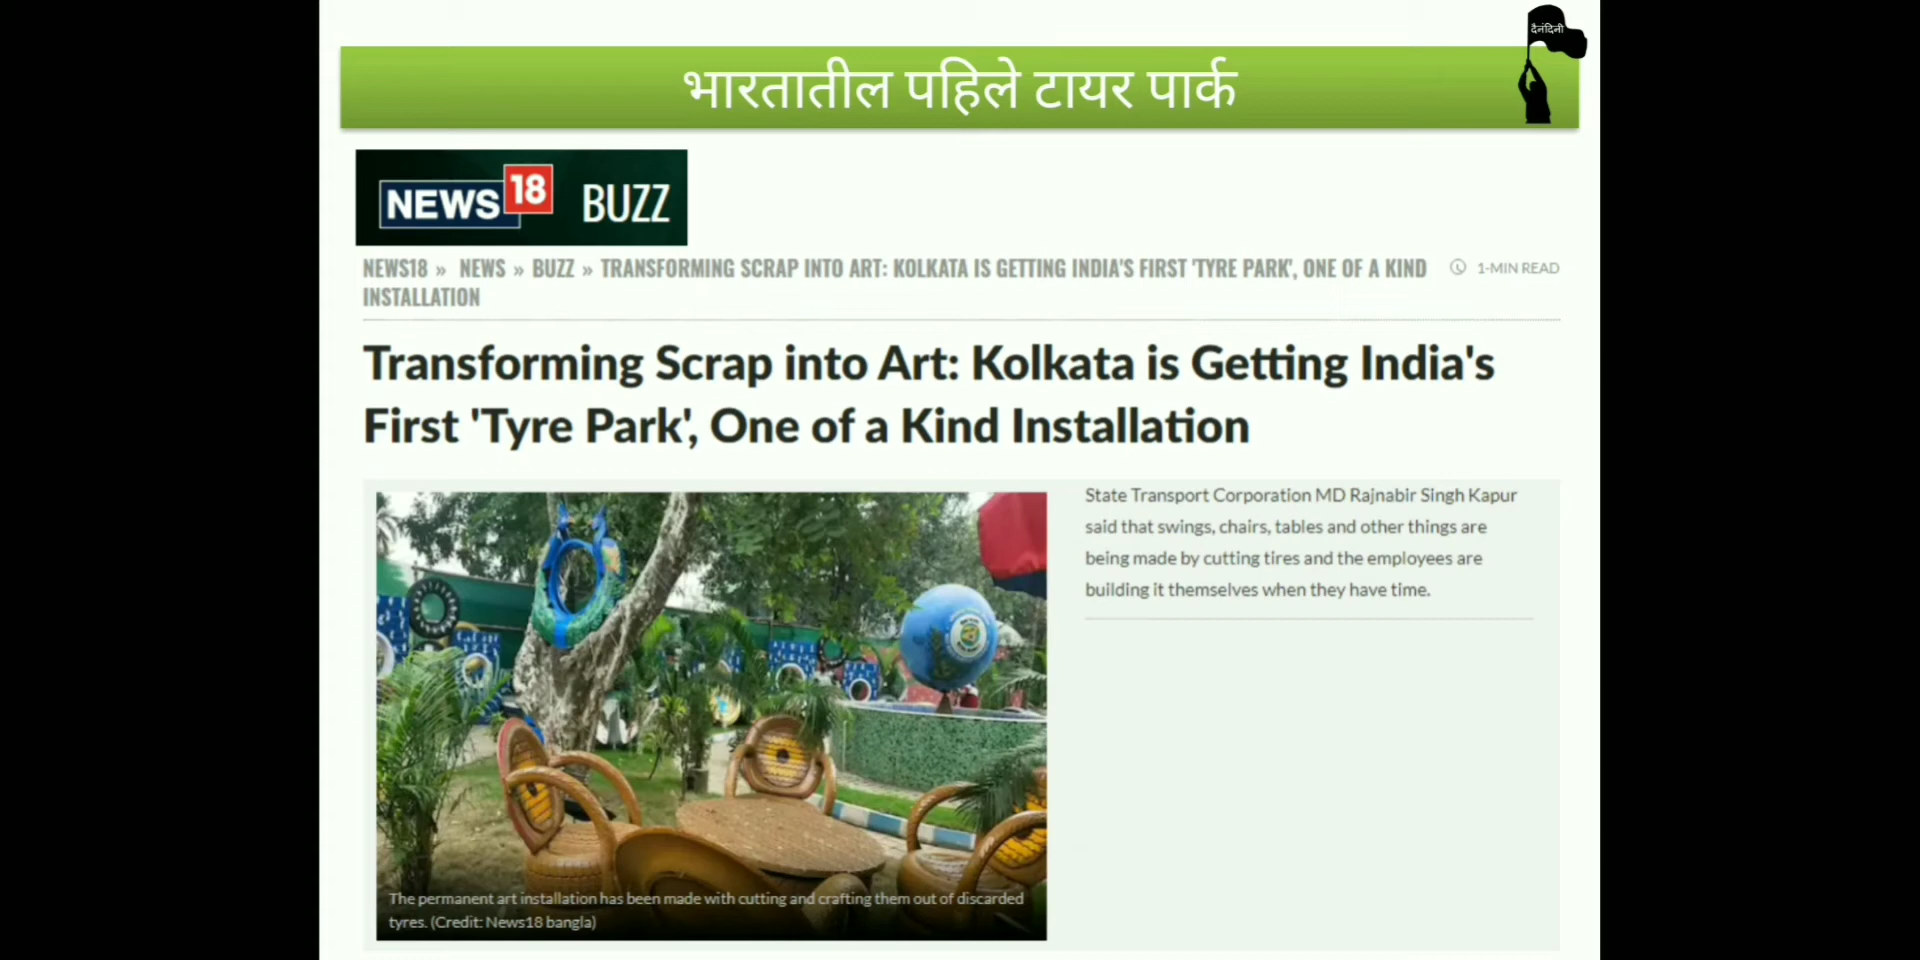 दैनंदिनी
भारतातील पहिले टायर पार्क
NEWS 18 BUZZ
NEWS18 » NEWS » BUZZ » TRANSFORMING SCRAP INTO ART: KOLKATA IS GETTING INDIA'S FIRST 'TYRE PARK', ONE OF A KIND
INSTALLATION
1-MIN READ
Transforming Scrap into Art: Kolkata is Getting India's
First 'Tyre Park', One of a Kind Installation
State Transport Corporation MD Rajnabir Singh Kapur
said that swings, chairs, tables and other things are
being made by cutting tires and the employees are
building it themselves when they have time.
The permanent art installation has been made with cutting and crafting them out of discarded
tyres. (Credit: News18 bangla)